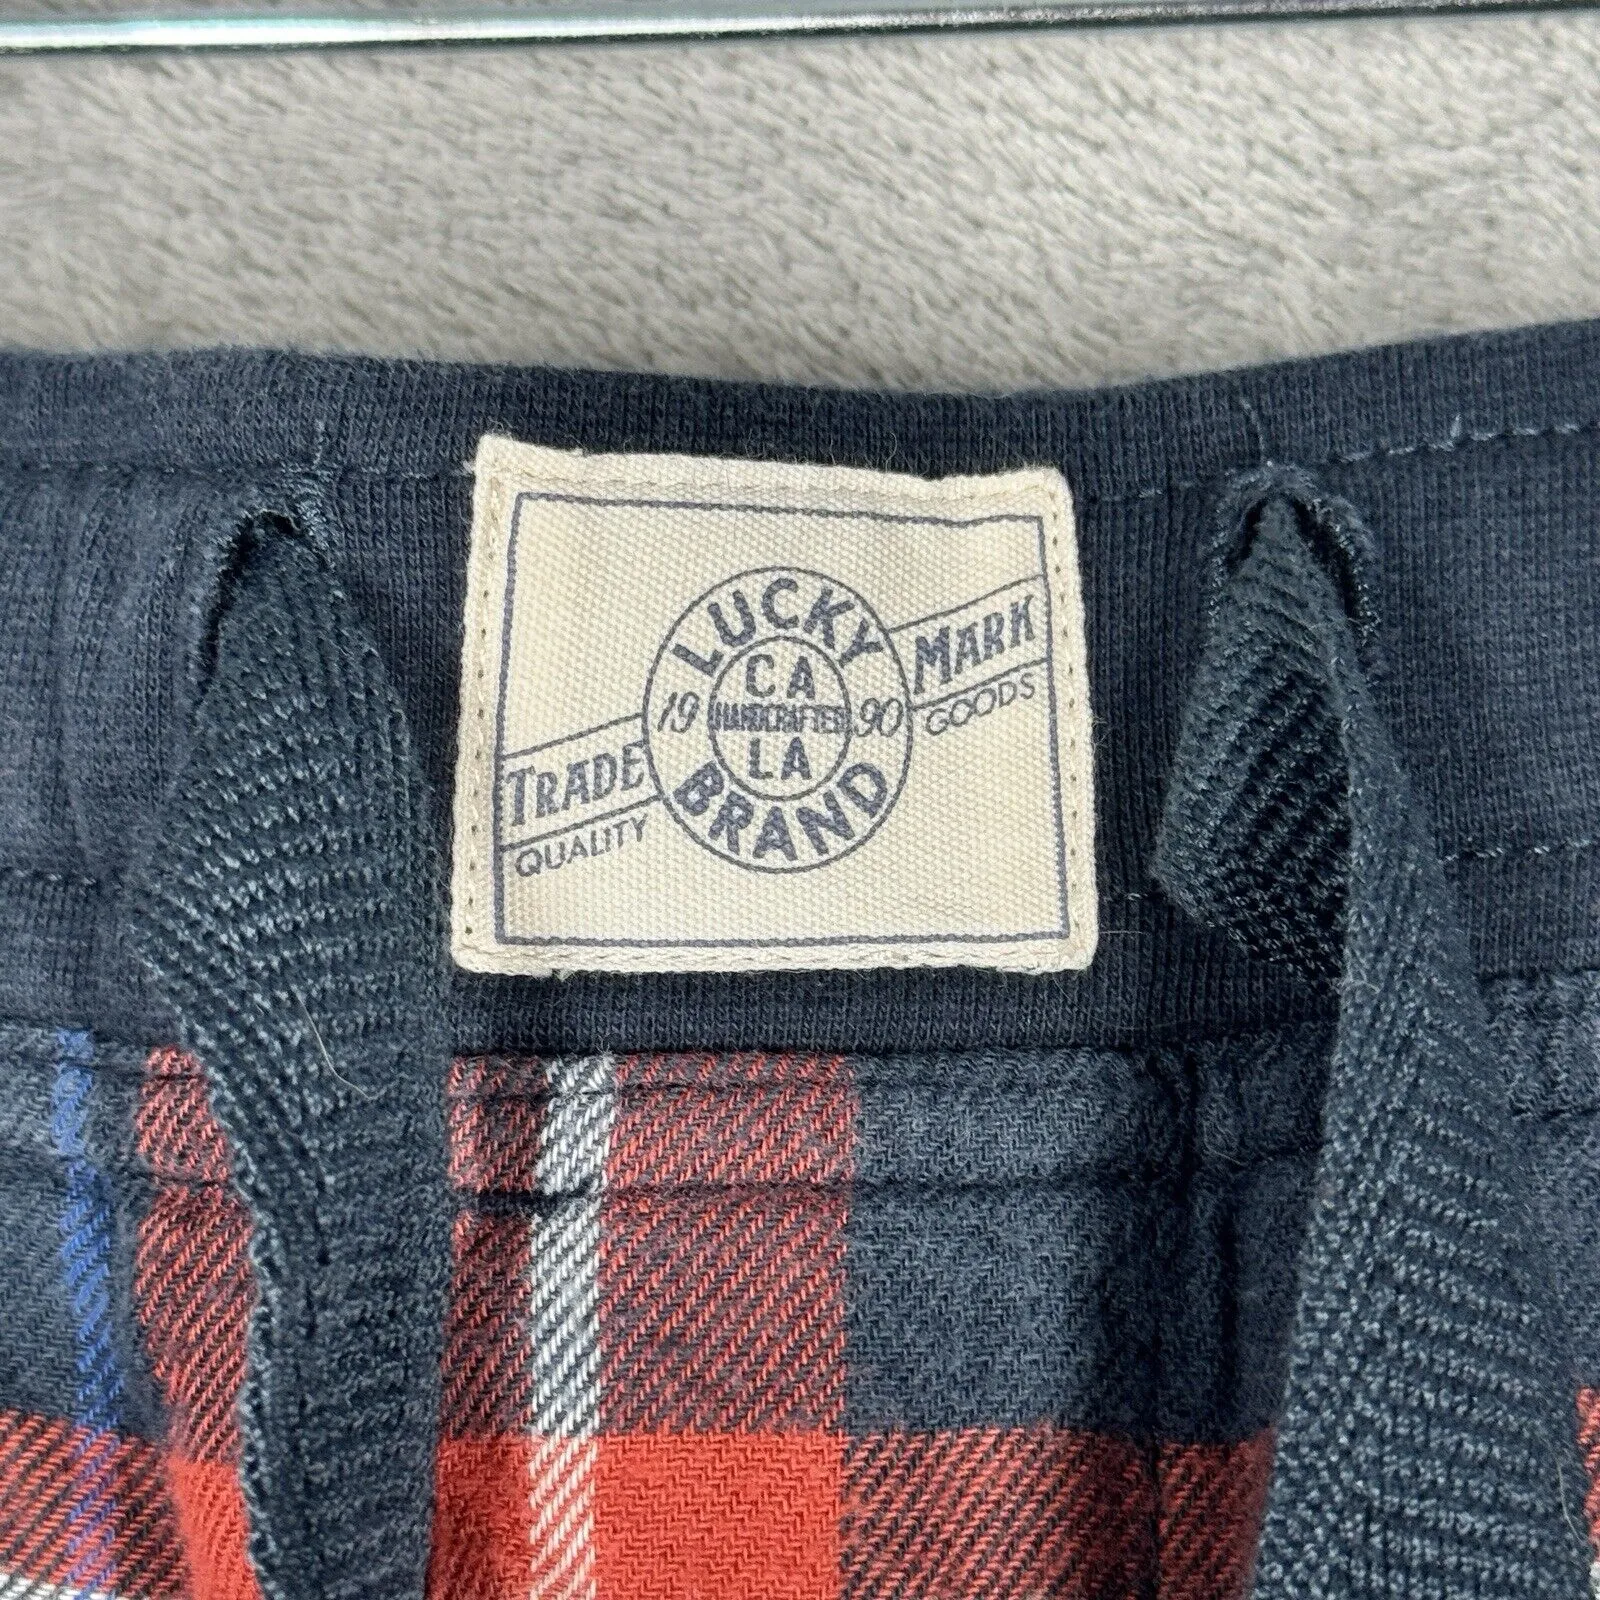 LUCKY
CA
19 HANDCRAFTED 90
LA
BRAND
TRADE MARK
QUALITY GOODS